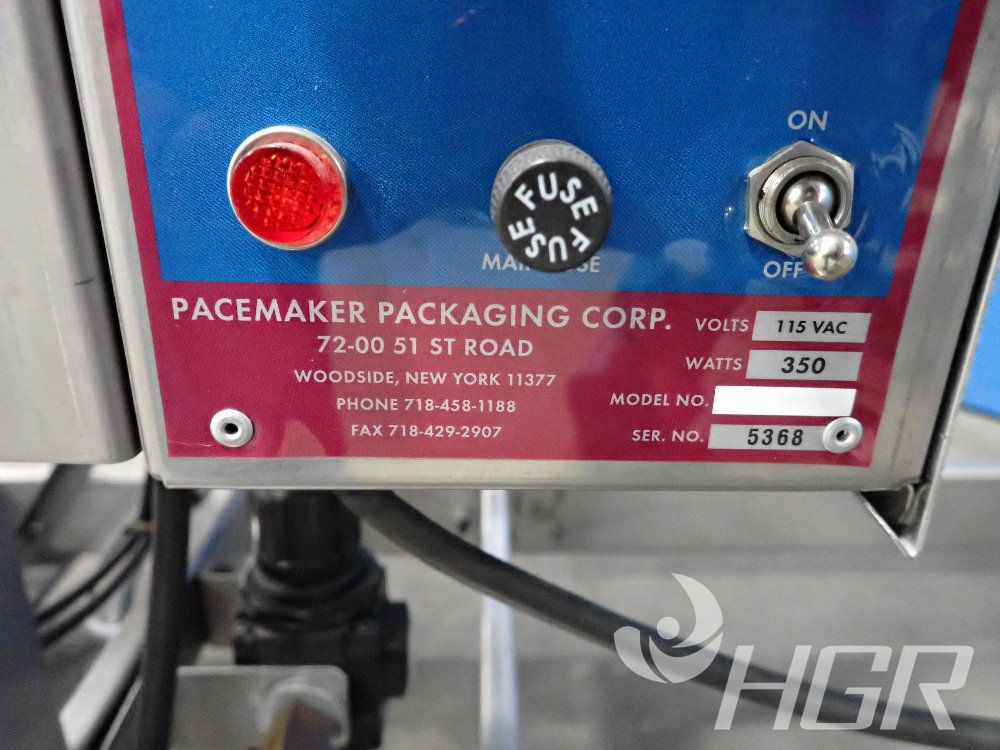 ON
FUSE FUSE
MAIN FUSE
OFF
PACEMAKER PACKAGING CORP.
72-00 51 ST ROAD
WOODSIDE, NEW YORK 11377
PHONE 718-458-1188
FAX 718-429-2907
VOLTS 115 VAC
WATTS 350
MODEL NO.
SER. NO. 5368
HGR